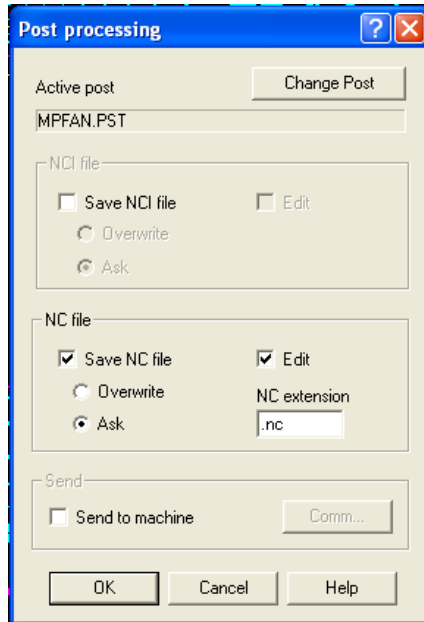 Post processing
Active post
Change Post
MPFAN.PST
NCI file
Save NCI file
Edit
Overwrite
Ask
NC file
Save NC file
Edit
Overwrite
NC extension
Ask
.nc
Send
Send to machine
Comm...
OK
Cancel
Help